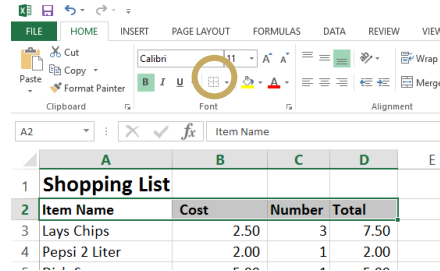 FILE HOME INSERT PAGE LAYOUT FORMULAS DATA REVIEW
Cut
Copy
Format Painter
Paste
Clipboard
Calibri 11 A A
B I U A
Font
Wrap
Merge
Alignment
A2 fx Item Name
A B C D E
1 Shopping List
2 Item Name Cost Number Total
3 Lays Chips 2.50 3 7.50
4 Pepsi 2 Liter 2.00 1 2.00